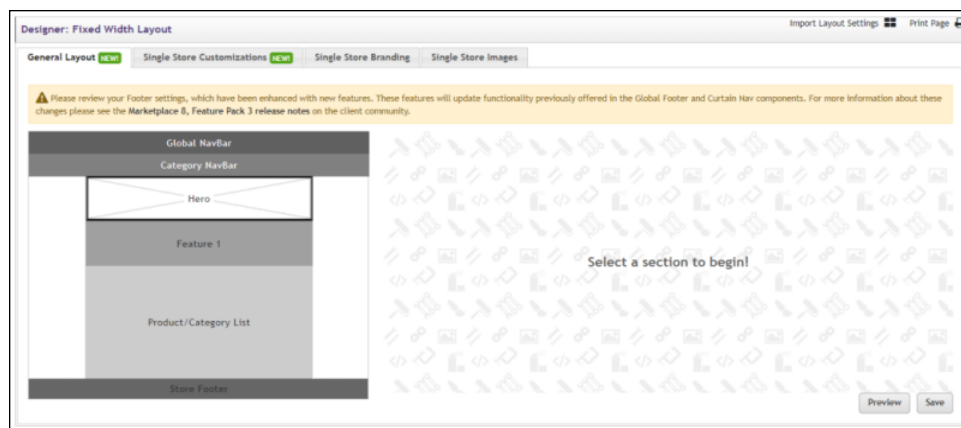 Designer: Fixed Width Layout
Import Layout Settings Print Page
General Layout NEW! Single Store Customizations NEW! Single Store Branding Single Store Images
Please review your Footer settings, which have been enhanced with new features. These features will update functionality previously offered in the Global Footer and Curtain Nav components. For more information about these
changes please see the Marketplace 8, Feature Pack 3 release notes on the client community.
Global NavBar
Category NavBar
Hero
Feature 1
Select a section to begin!
Product/Category List
Store Footer
Preview Save